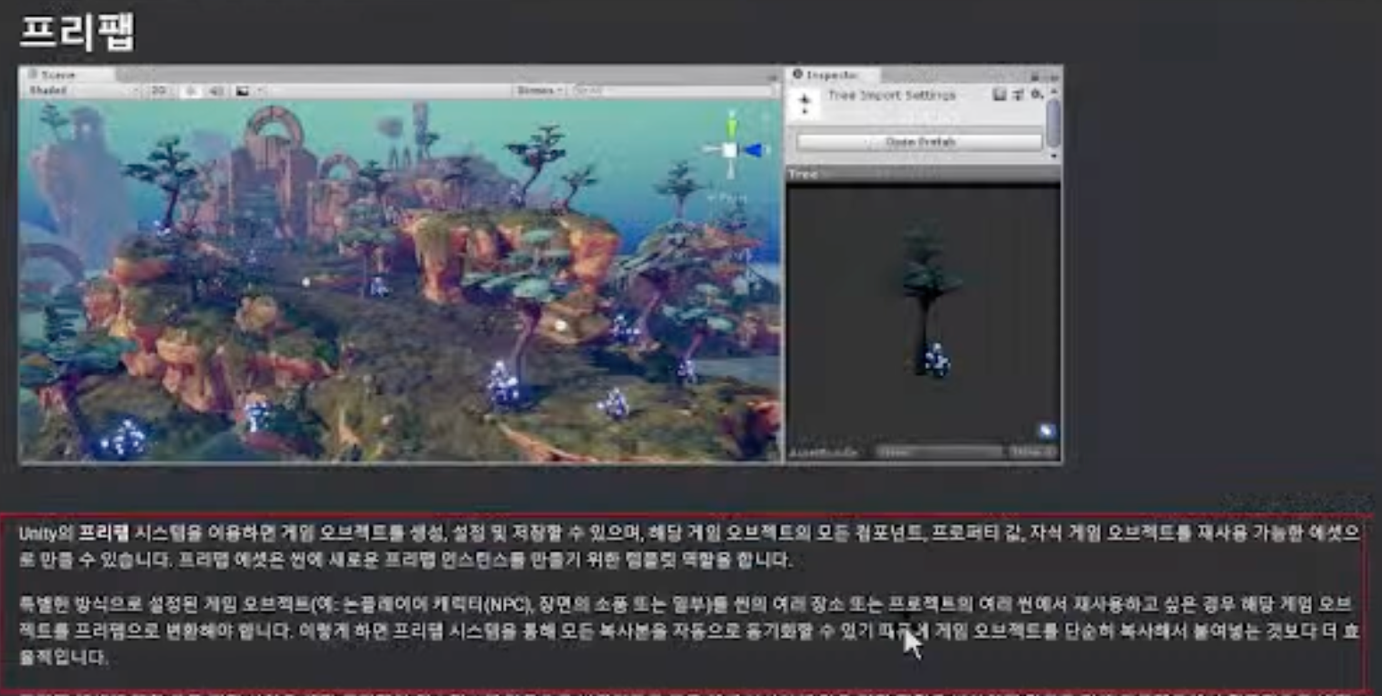 프리팹
Scene
Inspector
Shaded
2D
Gizmos
Tree Import Settings
Open Prefab
Tree
AssetBundle
Unity의 프리팹 시스템을 이용하면 게임 오브젝트를 생성, 설정 및 저장할 수 있으며, 해당 게임 오브젝트의 모든 컴포넌트, 프로퍼티 값, 자식 게임 오브젝트를 재사용 가능한 에셋으
로 만들 수 있습니다. 프리팹 에셋은 씬에 새로운 프리팹 인스턴스를 만들기 위한 템플릿 역할을 합니다.
특별한 방식으로 설정된 게임 오브젝트(예: 논플레이어 캐릭터(NPC), 장면의 소품 또는 일부)를 씬의 여러 장소 또는 프로젝트의 여러 씬에서 재사용하고 싶은 경우 해당 게임 오브
젝트를 프리팹으로 변환해야 합니다. 이렇게 하면 프리팹 시스템을 통해 모든 복사본을 자동으로 동기화할 수 있기 때문에 게임 오브젝트를 단순히 복사해서 붙여넣는 것보다 더 효
율적입니다.